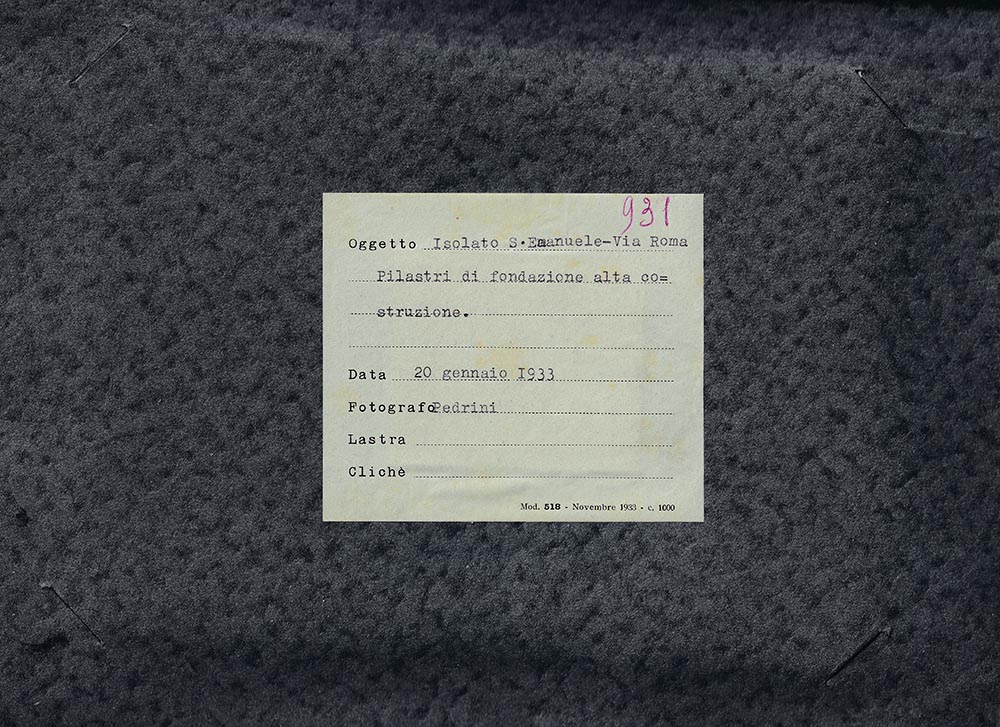 931
Oggetto Isolato S.Emanuele-Via Roma
Pilastri di fondazione alta co=
struzione.
Data 20 gennaio I933
Fotografo Pedrini
Lastra
Clichè
Mod. 518 - Novembre 1933 - c. 1000